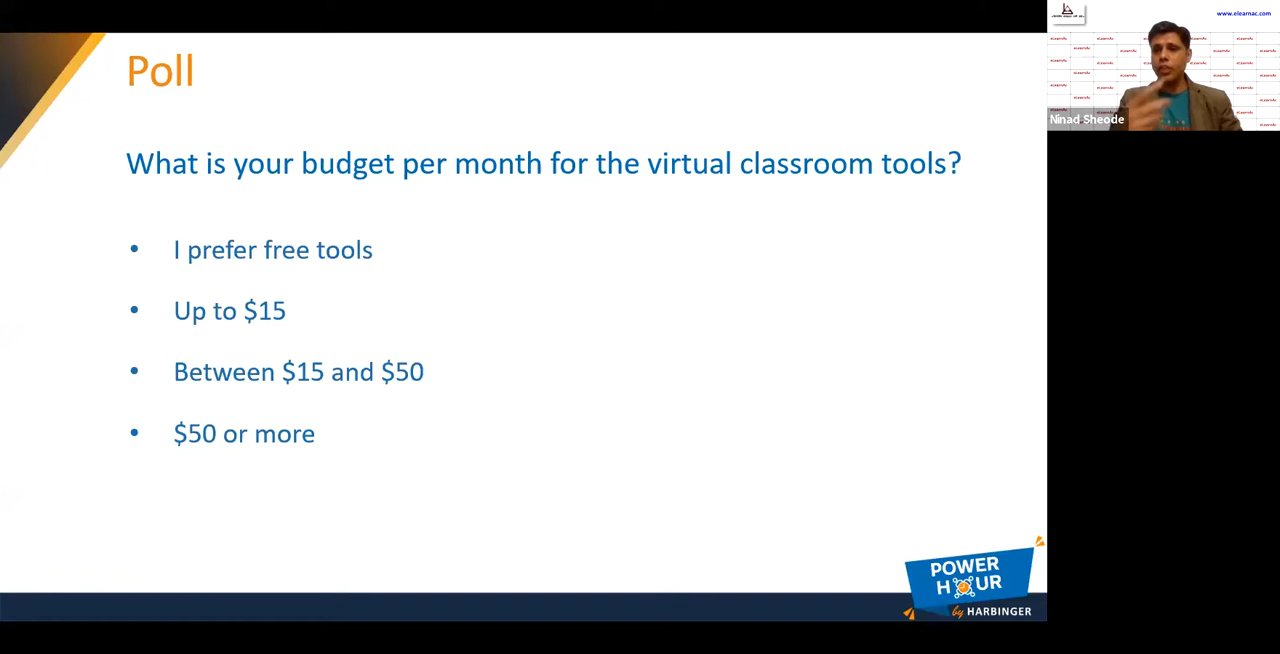 Poll
What is your budget per month for the virtual classroom tools?
• I prefer free tools
• Up to $15
• Between $15 and $50
• $50 or more
POWER
HOUR
by HARBINGER
www.elearnac.com
Ninad Sheode